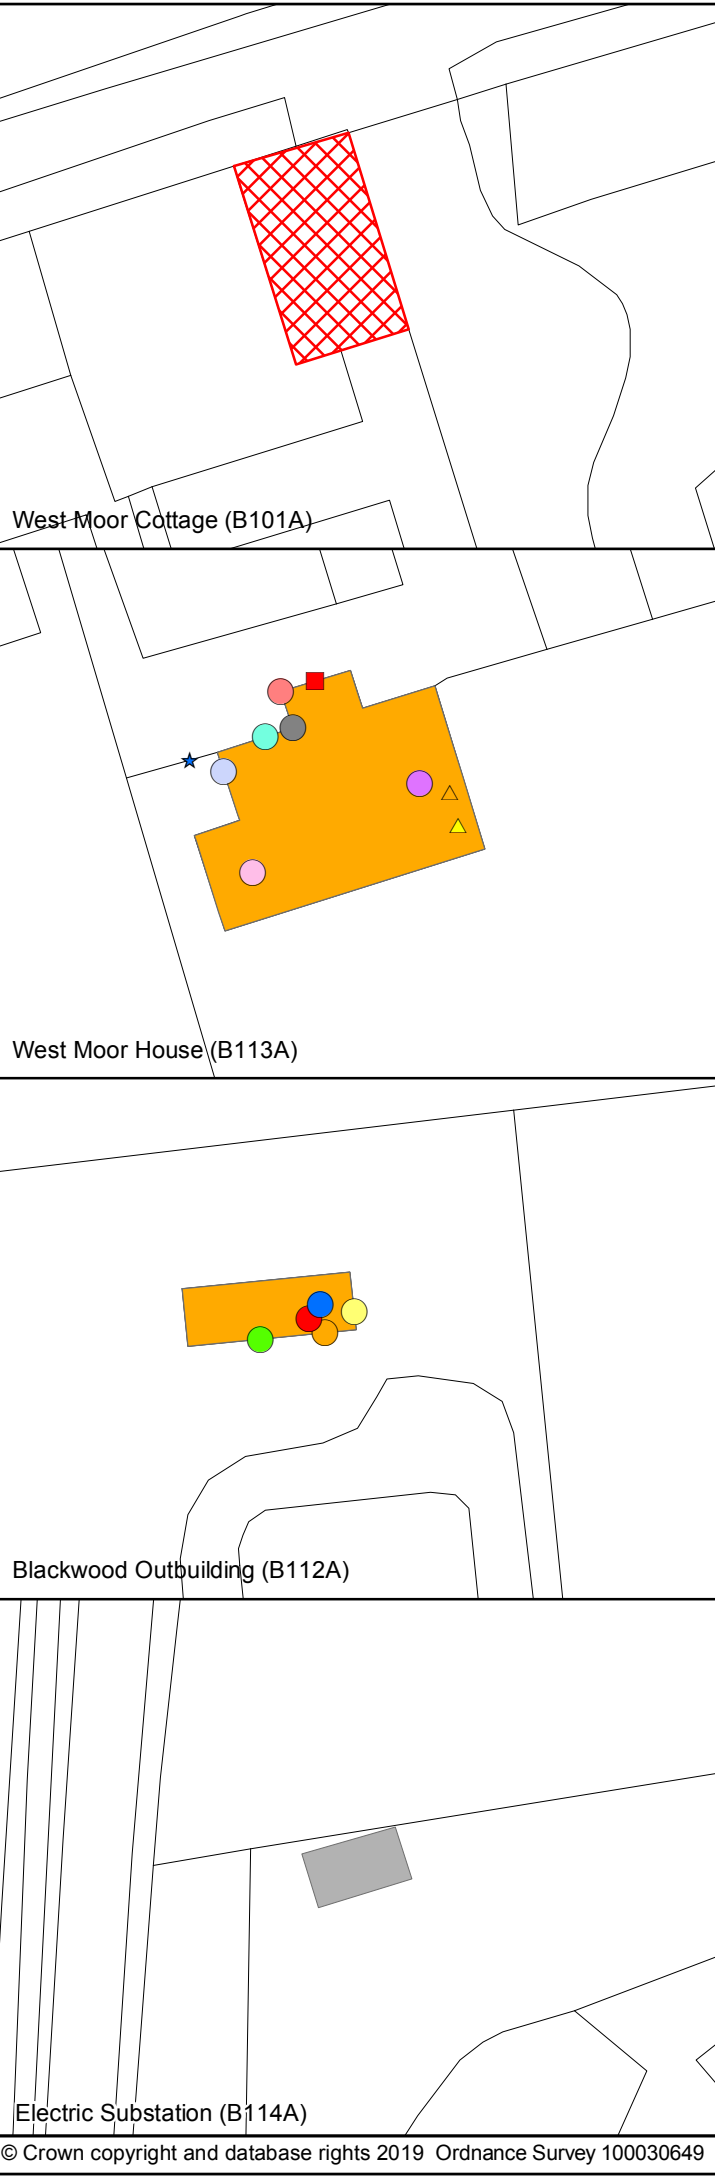 West Moor Cottage (B101A)
West Moor House (B113A)
Blackwood Outbuilding (B112A)
Electric Substation (B114A)
© Crown copyright and database rights 2019 Ordnance Survey 100030649